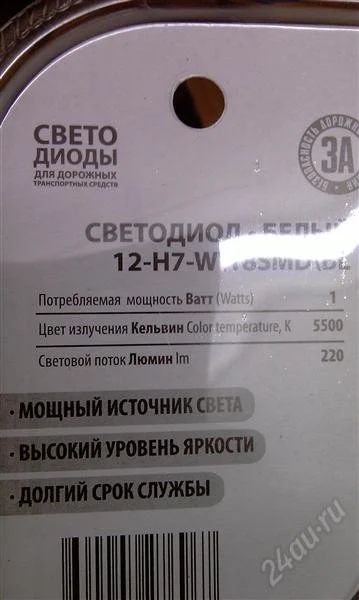 СВЕТО
ДИОДЫ
ДЛЯ ДОРОЖНЫХ
ТРАНСПОРТНЫХ СРЕДСТВ
ЗА
БЕЗОПАСНОСТЬ ДОРОЖНО
СВЕТОДИОД - БЕЛЫЙ
12-H7-W
Потребляемая мощность Ватт (Watts) 1
Цвет излучения Кельвин Color temperature, K 5500
Световой поток Люмин lm 220
· МОЩНЫЙ ИСТОЧНИК СВЕТА
· ВЫСОКИЙ УРОВЕНЬ ЯРКОСТИ
· ДОЛГИЙ СРОК СЛУЖБЫ
24au.ru